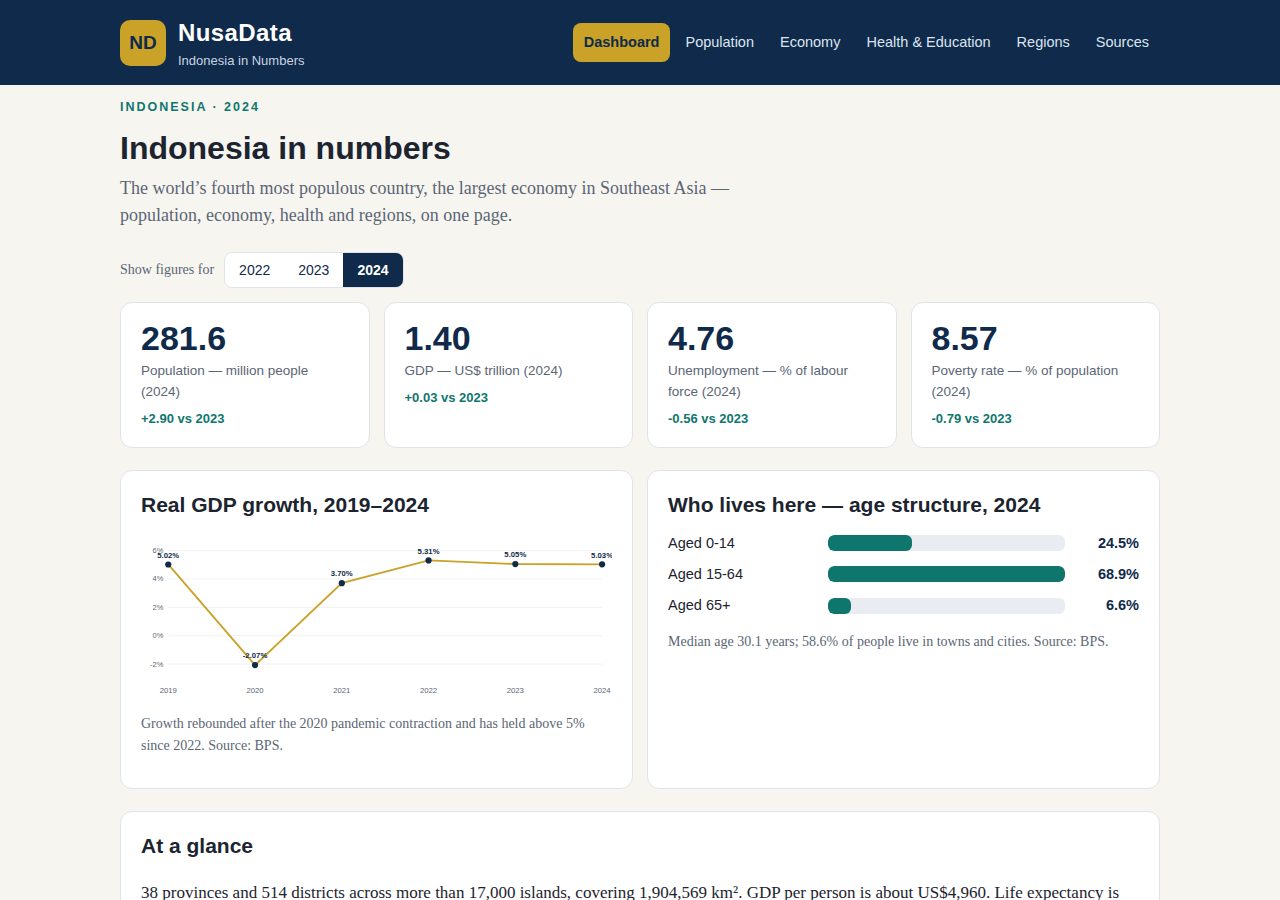 ND
NusaData
Indonesia in Numbers
Dashboard
Population
Economy
Health & Education
Regions
Sources
INDONESIA · 2024
Indonesia in numbers
The world’s fourth most populous country, the largest economy in Southeast Asia —
population, economy, health and regions, on one page.
Show figures for
2022
2023
2024
281.6
Population — million people
(2024)
+2.90 vs 2023
1.40
GDP — US$ trillion (2024)
+0.03 vs 2023
4.76
Unemployment — % of labour
force (2024)
-0.56 vs 2023
8.57
Poverty rate — % of population
(2024)
-0.79 vs 2023
Real GDP growth, 2019–2024
6%
4%
2%
0%
-2%
5.02%
-2.07%
3.70%
5.31%
5.05%
5.03%
2019
2020
2021
2022
2023
2024
Growth rebounded after the 2020 pandemic contraction and has held above 5%
since 2022. Source: BPS.
Who lives here — age structure, 2024
Aged 0-14 24.5%
Aged 15-64 68.9%
Aged 65+ 6.6%
Median age 30.1 years; 58.6% of people live in towns and cities. Source: BPS.
At a glance
38 provinces and 514 districts across more than 17,000 islands, covering 1,904,569 km². GDP per person is about US$4,960. Life expectancy is